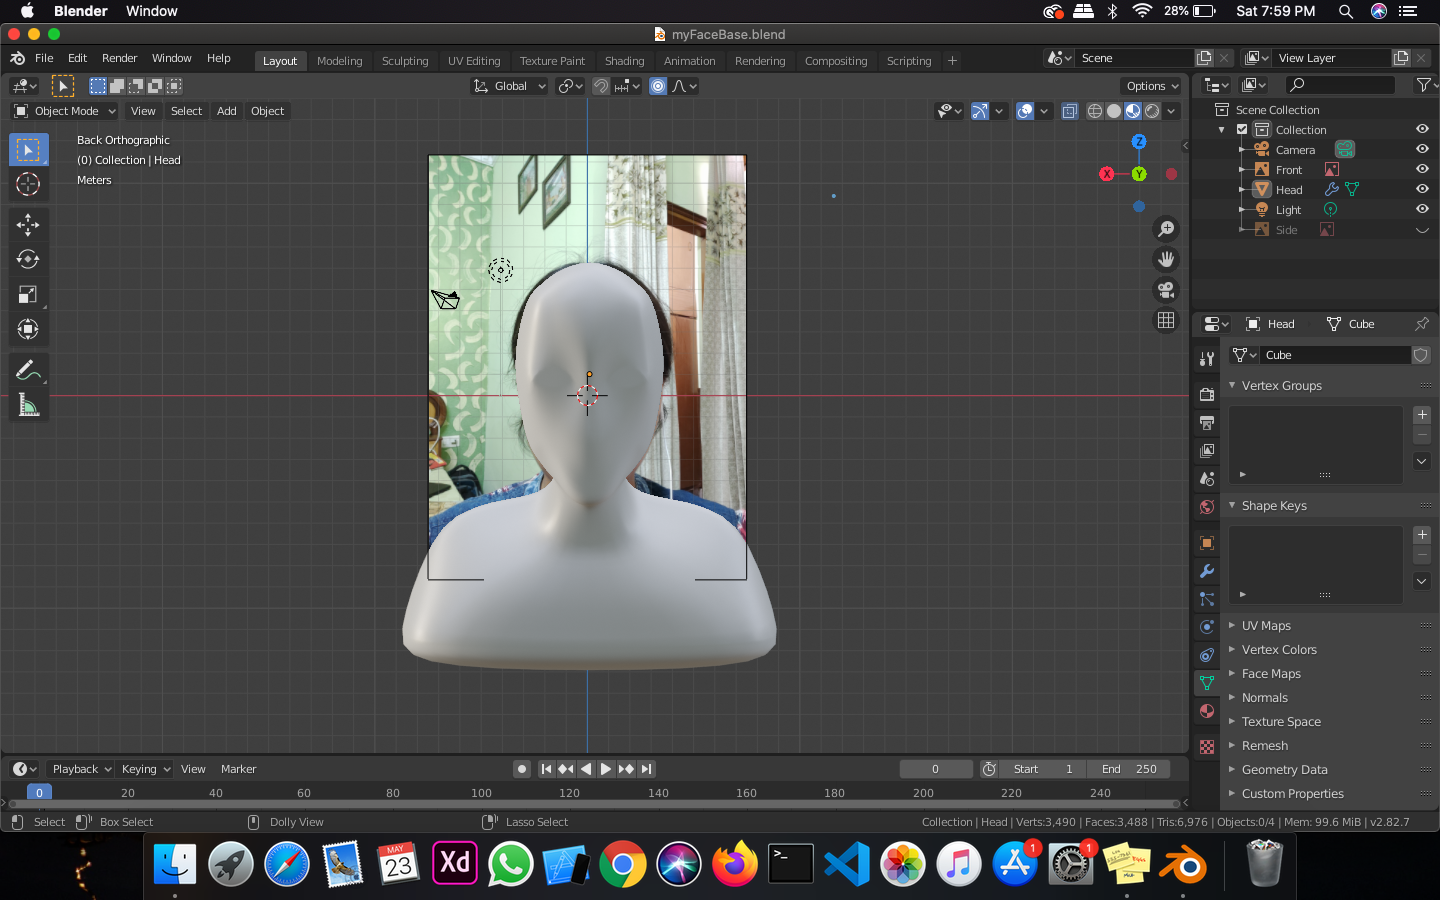 Blender Window 28% Sat 7:59 PM
myFaceBase.blend
File Edit Render Window Help Layout Modeling Sculpting UV Editing Texture Paint Shading Animation Rendering Compositing Scripting + Scene View Layer
Global Options
Object Mode View Select Add Object
Back Orthographic
(0) Collection | Head
Meters
Z
X Y
Scene Collection
Collection
Camera
Front
Head
Light
Side
Head Cube
Cube
Vertex Groups
Shape Keys
UV Maps
Vertex Colors
Face Maps
Normals
Texture Space
Remesh
Geometry Data
Custom Properties
Playback Keying View Marker 0 Start 1 End 250
0 20 40 60 80 100 120 140 160 180 200 220 240
Select Box Select Dolly View Lasso Select Collection | Head | Verts:3,490 | Faces:3,488 | Tris:6,976 | Objects:0/4 | Mem: 99.6 MiB | v2.82.7
MAY
23
Xd
>_
1
1